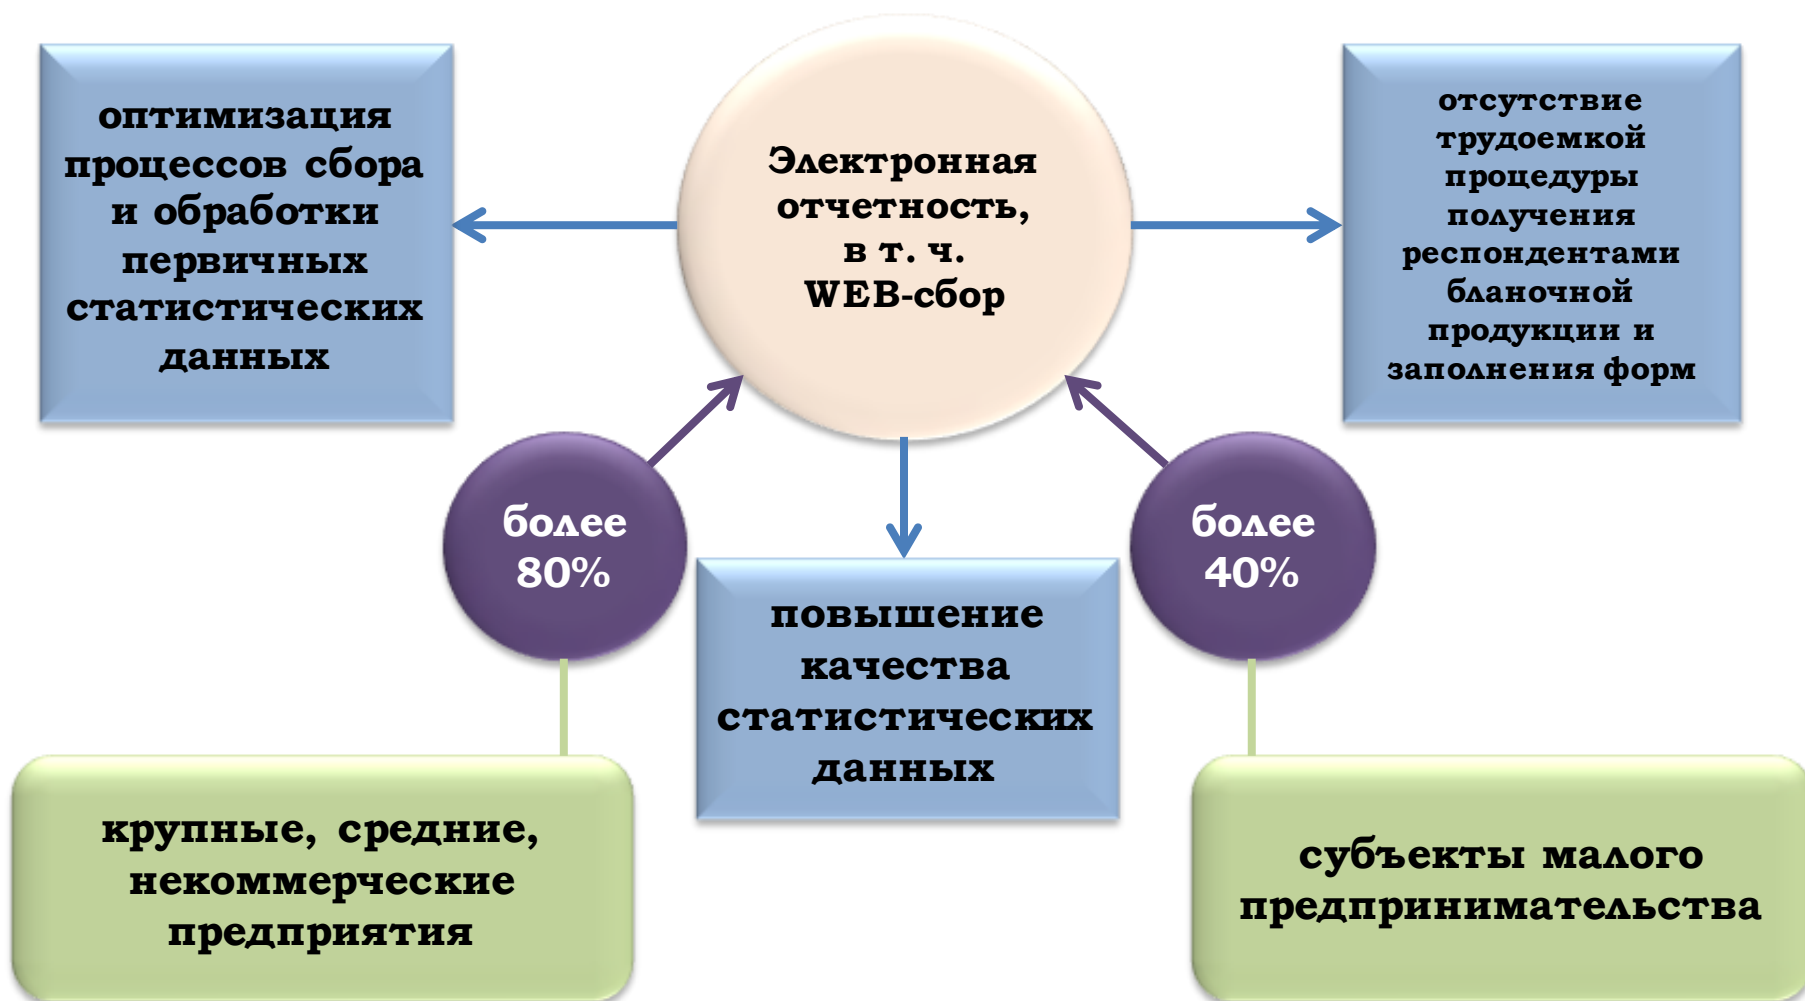 оптимизация
процессов сбора
и обработки
первичных
статистических
данных
Электронная
отчетность,
в т. ч.
WEB-сбор
отсутствие
трудоемкой
процедуры
получения
респондентами
бланочной
продукции и
заполнения форм
более
80%
более
40%
повышение
качества
статистических
данных
крупные, средние,
некоммерческие
предприятия
субъекты малого
предпринимательства